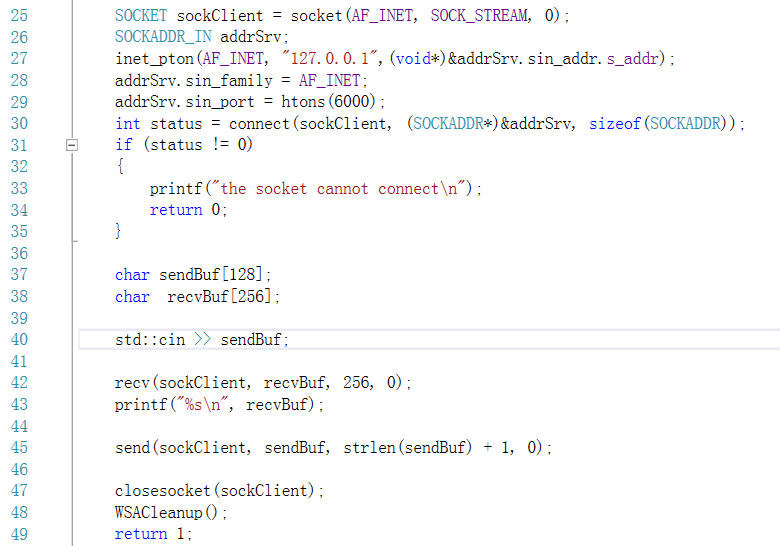 25 SOCKET sockClient = socket(AF_INET, SOCK_STREAM, 0);
26 SOCKADDR_IN addrSrv;
27 inet_pton(AF_INET, "127.0.0.1",(void*)&addrSrv.sin_addr.s_addr);
28 addrSrv.sin_family = AF_INET;
29 addrSrv.sin_port = htons(6000);
30 int status = connect(sockClient, (SOCKADDR*)&addrSrv, sizeof(SOCKADDR));
31 if (status != 0)
32 {
33     printf("the socket cannot connect\n");
34     return 0;
35 }
36
37 char sendBuf[128];
38 char  recvBuf[256];
39
40 std::cin >> sendBuf;
41
42 recv(sockClient, recvBuf, 256, 0);
43 printf("%s\n", recvBuf);
44
45 send(sockClient, sendBuf, strlen(sendBuf) + 1, 0);
46
47 closesocket(sockClient);
48 WSACleanup();
49 return 1;